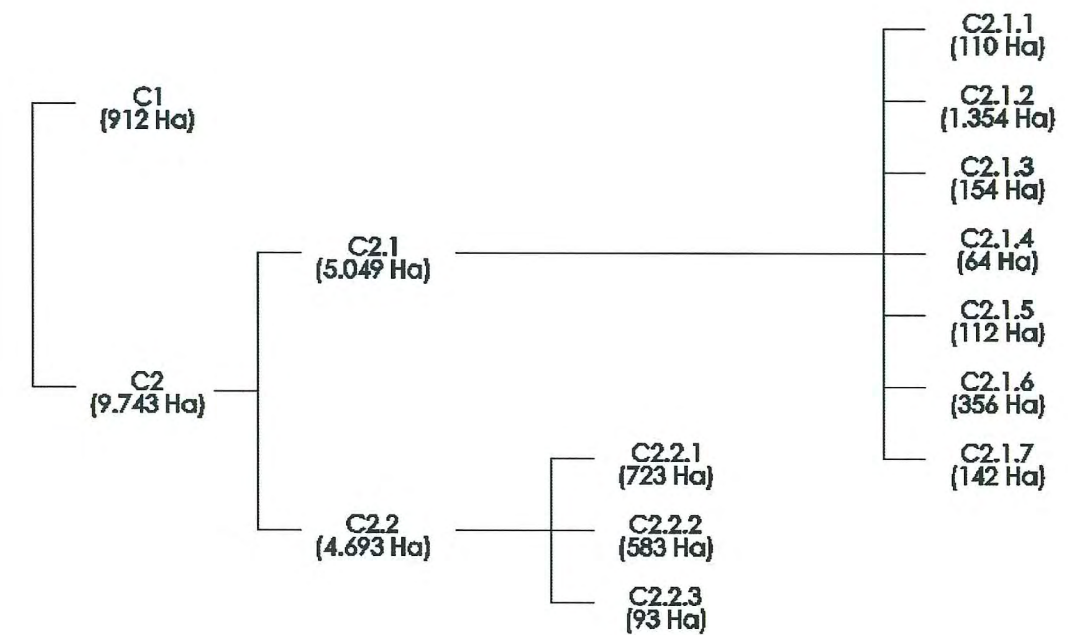 C1
(912 Ha)
C2
(9.743 Ha)
C2.1
(5.049 Ha)
C2.2
(4.693 Ha)
C2.2.1
(723 Ha)
C2.2.2
(583 Ha)
C2.2.3
(93 Ha)
C2.1.1
(110 Ha)
C2.1.2
(1.354 Ha)
C2.1.3
(154 Ha)
C2.1.4
(64 Ha)
C2.1.5
(112 Ha)
C2.1.6
(356 Ha)
C2.1.7
(142 Ha)